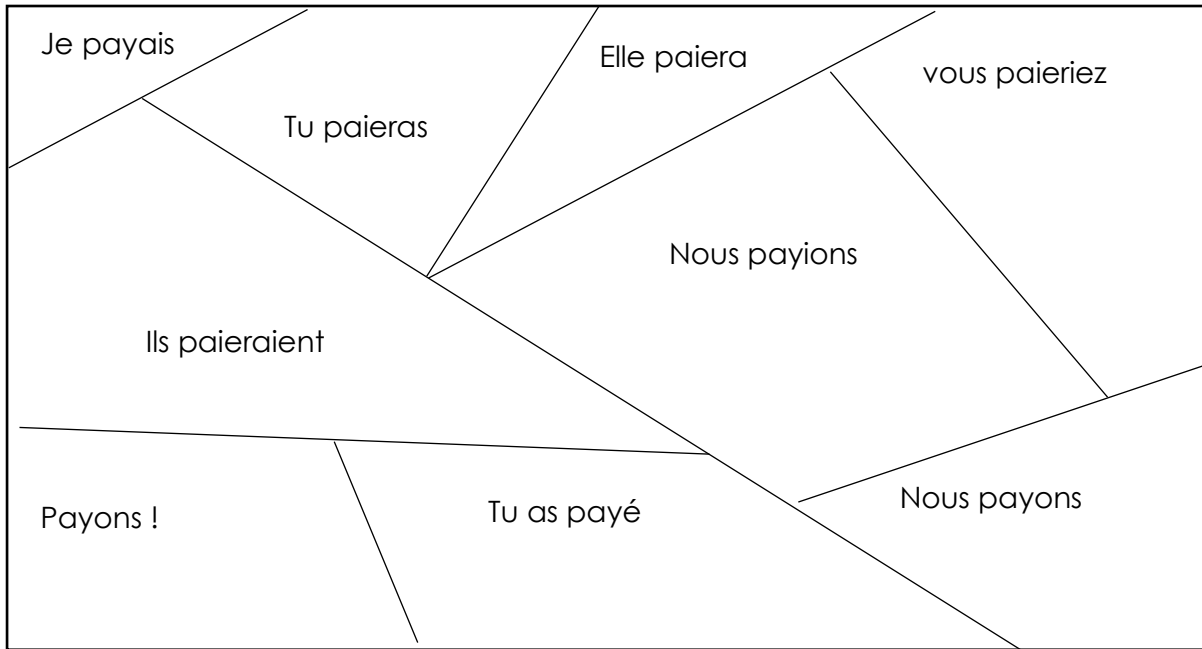 Je payais
Elle paiera
vous paieriez
Tu paieras
Nous payions
Ils paieraient
Payons !
Tu as payé
Nous payons